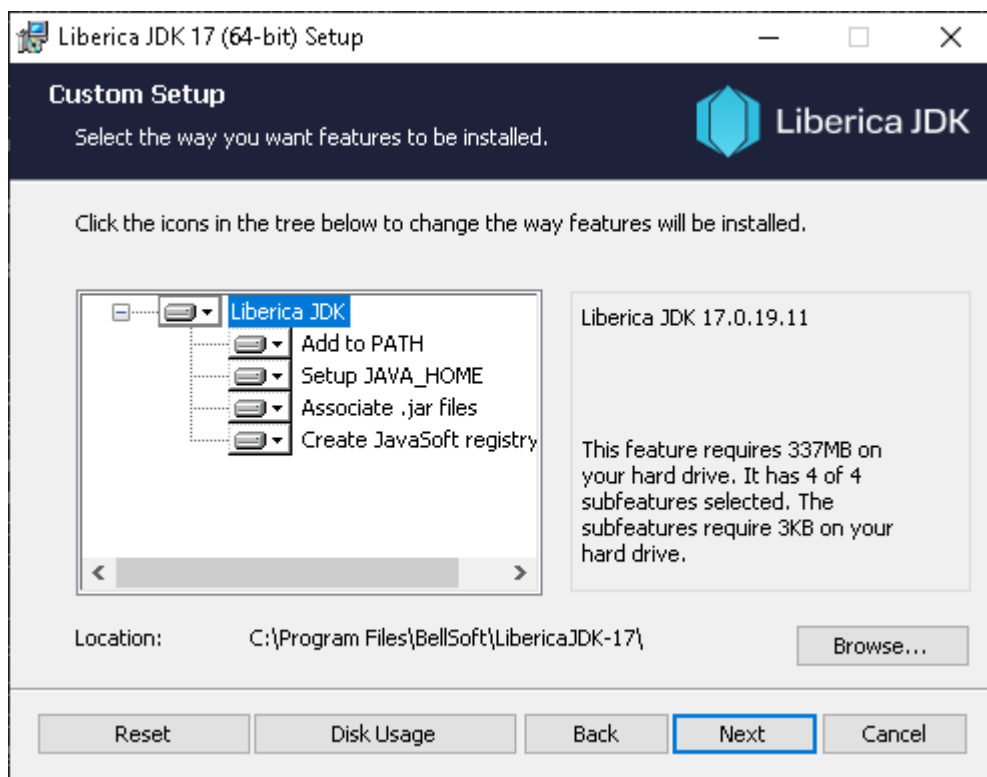 Liberica JDK 17 (64-bit) Setup
Custom Setup
Select the way you want features to be installed.
Liberica JDK
Click the icons in the tree below to change the way features will be installed.
Liberica JDK
Add to PATH
Setup JAVA_HOME
Associate .jar files
Create JavaSoft registry
Liberica JDK 17.0.19.11
This feature requires 337MB on
your hard drive. It has 4 of 4
subfeatures selected. The
subfeatures require 3KB on your
hard drive.
Location: C:\Program Files\BellSoft\LibericaJDK-17\
Browse...
Reset Disk Usage Back Next Cancel